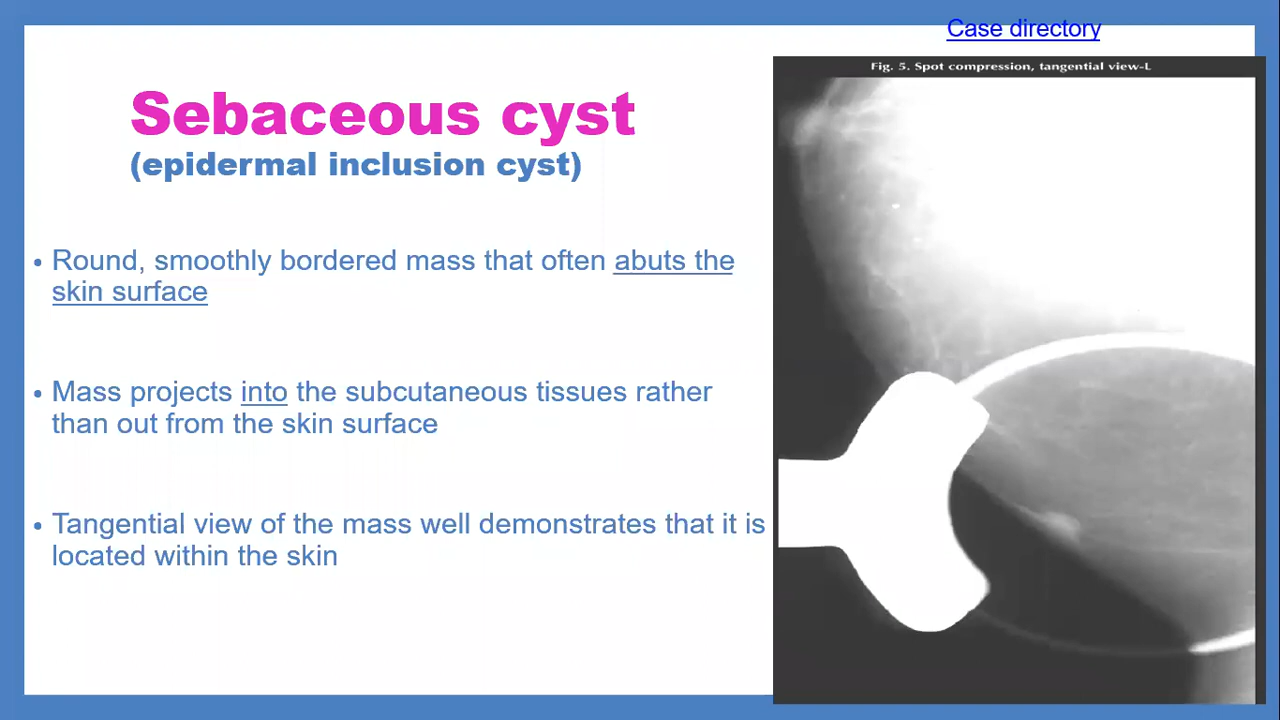 Case directory
Fig. 5. Spot compression, tangential view-L
Sebaceous cyst
(epidermal inclusion cyst)
• Round, smoothly bordered mass that often abuts the
skin surface
• Mass projects into the subcutaneous tissues rather
than out from the skin surface
• Tangential view of the mass well demonstrates that it is
located within the skin